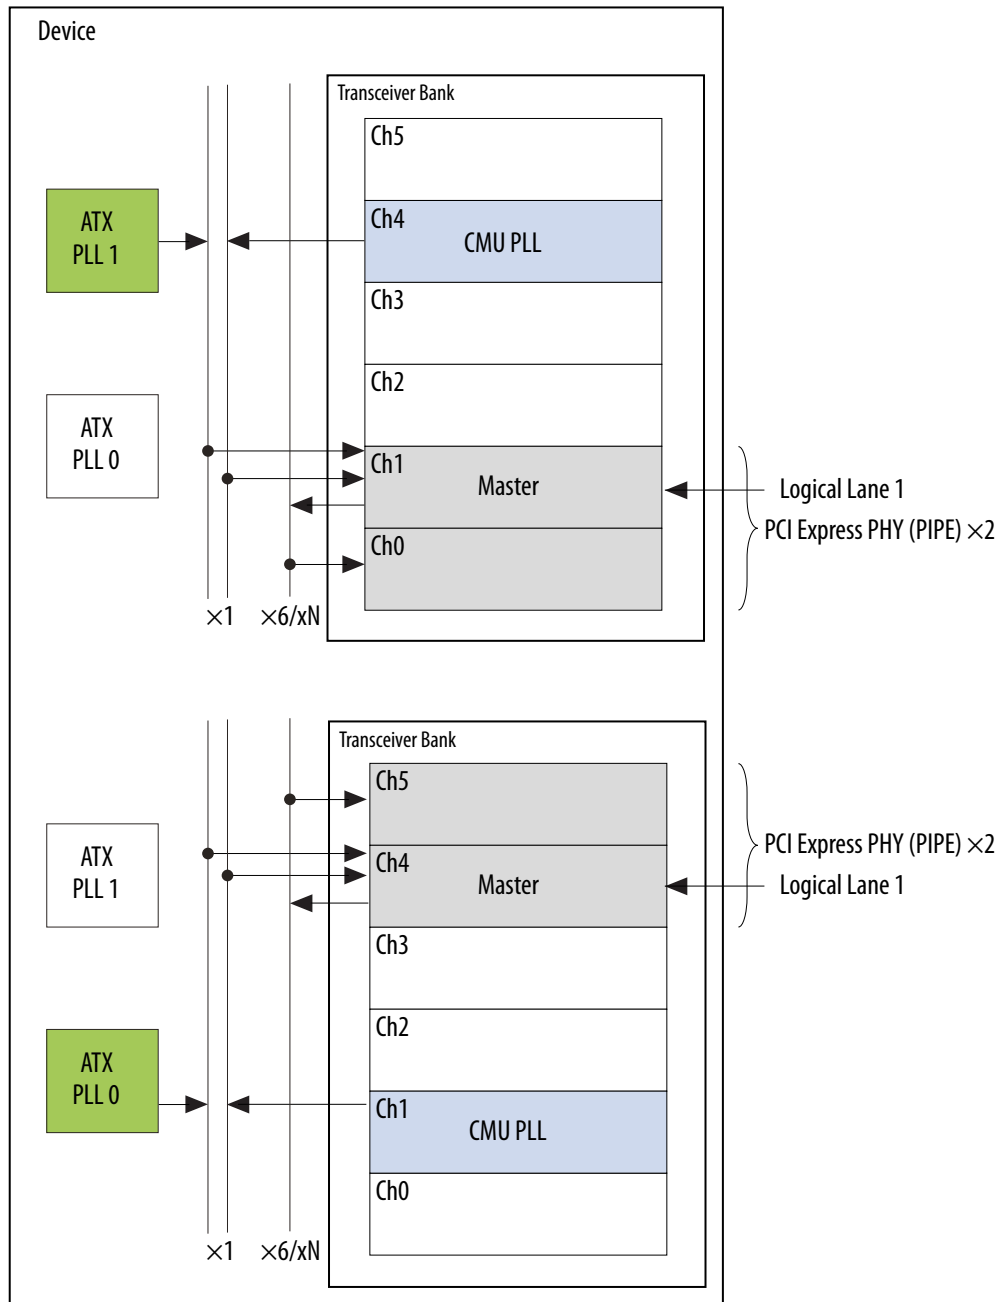 Device
Transceiver Bank
Ch5
ATX
PLL 1
Ch4
CMU PLL
Ch3
Ch2
ATX
PLL 0
Ch1
Master
Logical Lane 1
PCI Express PHY (PIPE) ×2
Ch0
×1
×6/xN
Transceiver Bank
Ch5
PCI Express PHY (PIPE) ×2
ATX
PLL 1
Ch4
Master
Logical Lane 1
Ch3
Ch2
ATX
PLL 0
Ch1
CMU PLL
Ch0
×1
×6/xN